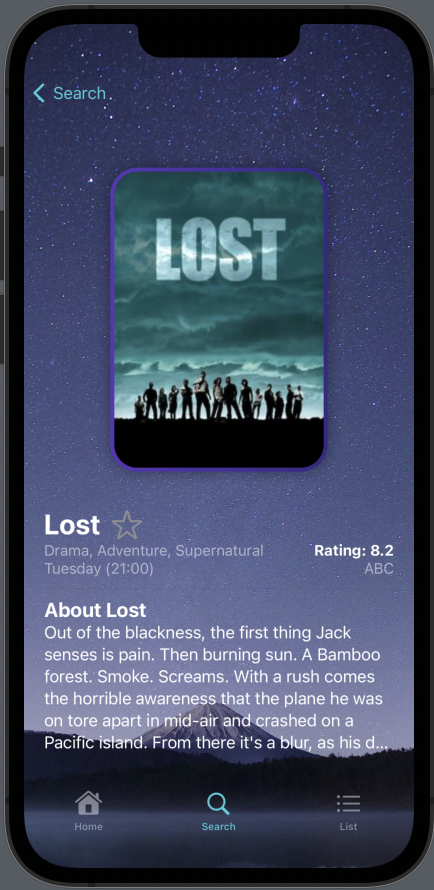 Search
LOST
Lost
Drama, Adventure, Supernatural
Rating: 8.2
Tuesday (21:00)
ABC
About Lost
Out of the blackness, the first thing Jack
senses is pain. Then burning sun. A Bamboo
forest. Smoke. Screams. With a rush comes
the horrible awareness that the plane he was
on tore apart in mid-air and crashed on a
Pacific island. From there it's a blur, as his d...
Home
Search
List